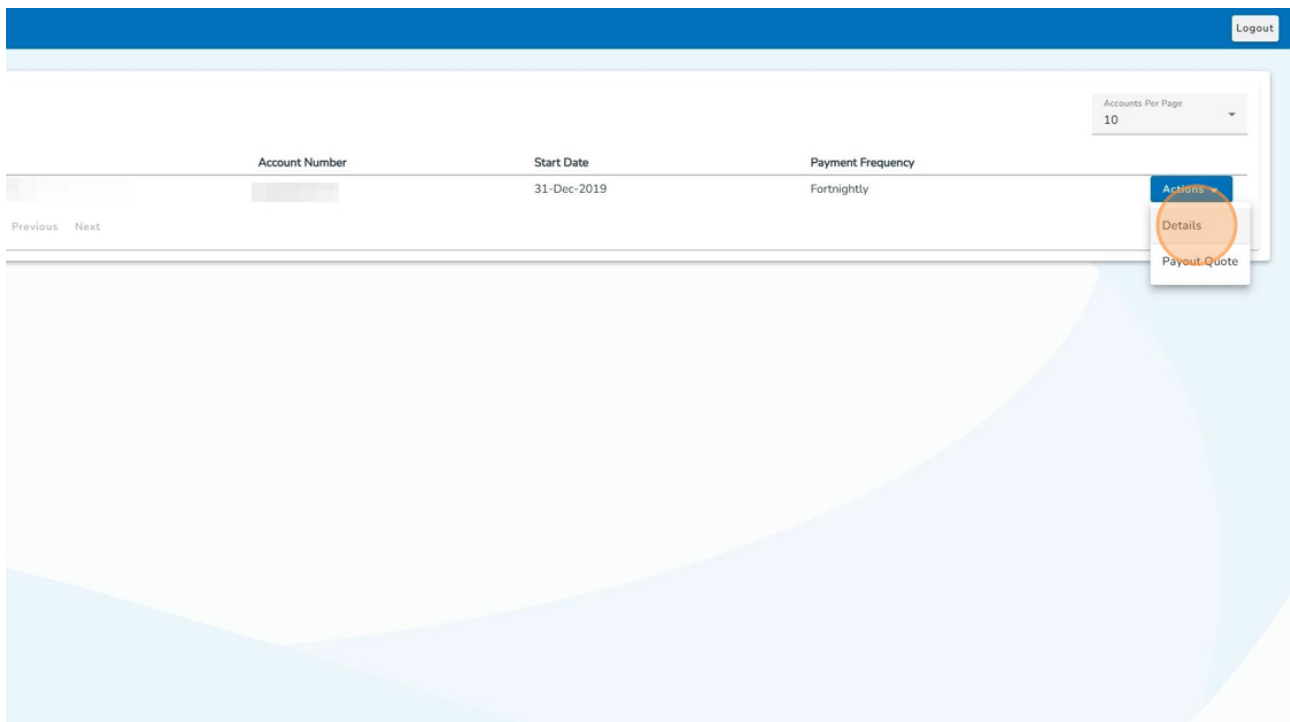 Logout
Accounts Per Page
10
Account Number Start Date Payment Frequency
31-Dec-2019 Fortnightly Actions
Previous Next
Details
Payout Quote